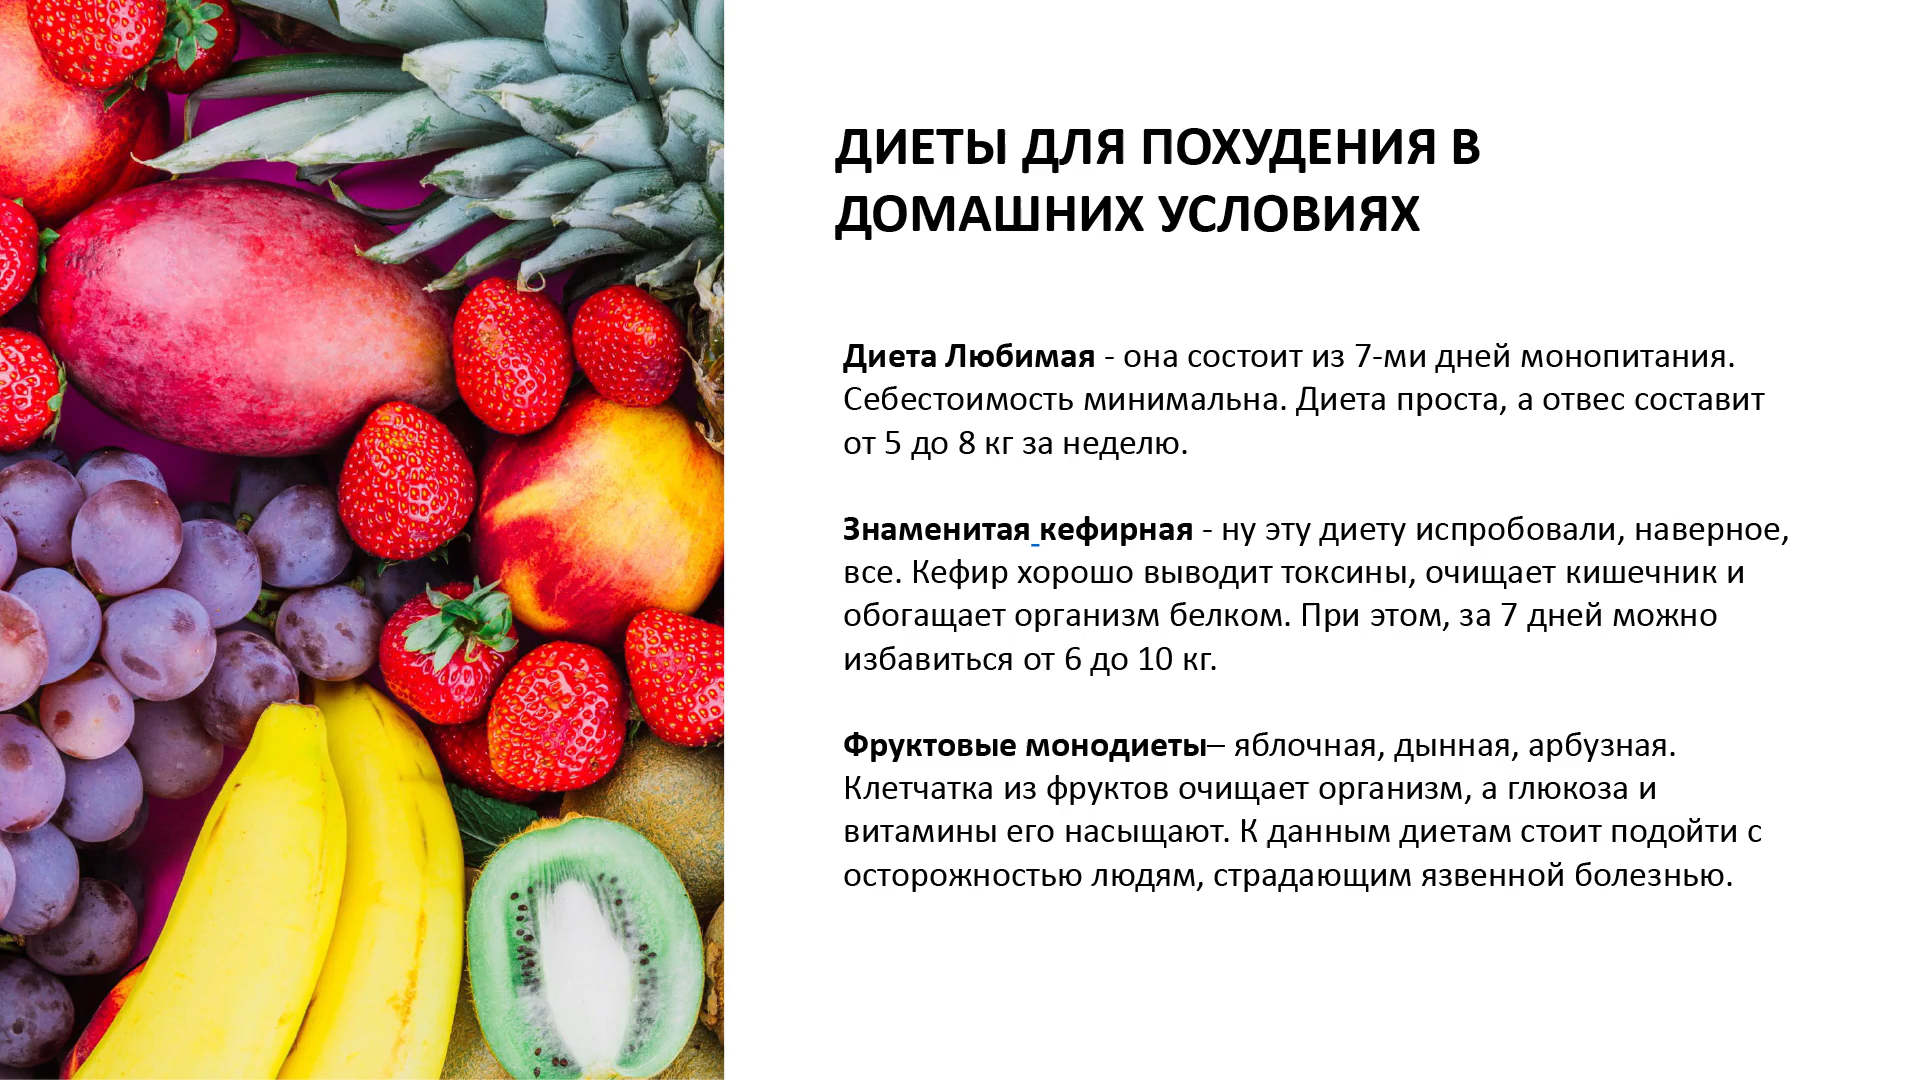 ДИЕТЫ ДЛЯ ПОХУДЕНИЯ В
ДОМАШНИХ УСЛОВИЯХ
Диета Любимая - она состоит из 7-ми дней монопитания.
Себестоимость минимальна. Диета проста, а отвес составит
от 5 до 8 кг за неделю.
Знаменитая кефирная - ну эту диету испробовали, наверное,
все. Кефир хорошо выводит токсины, очищает кишечник и
обогащает организм белком. При этом, за 7 дней можно
избавиться от 6 до 10 кг.
Фруктовые монодиеты– яблочная, дынная, арбузная.
Клетчатка из фруктов очищает организм, а глюкоза и
витамины его насыщают. К данным диетам стоит подойти с
осторожностью людям, страдающим язвенной болезнью.